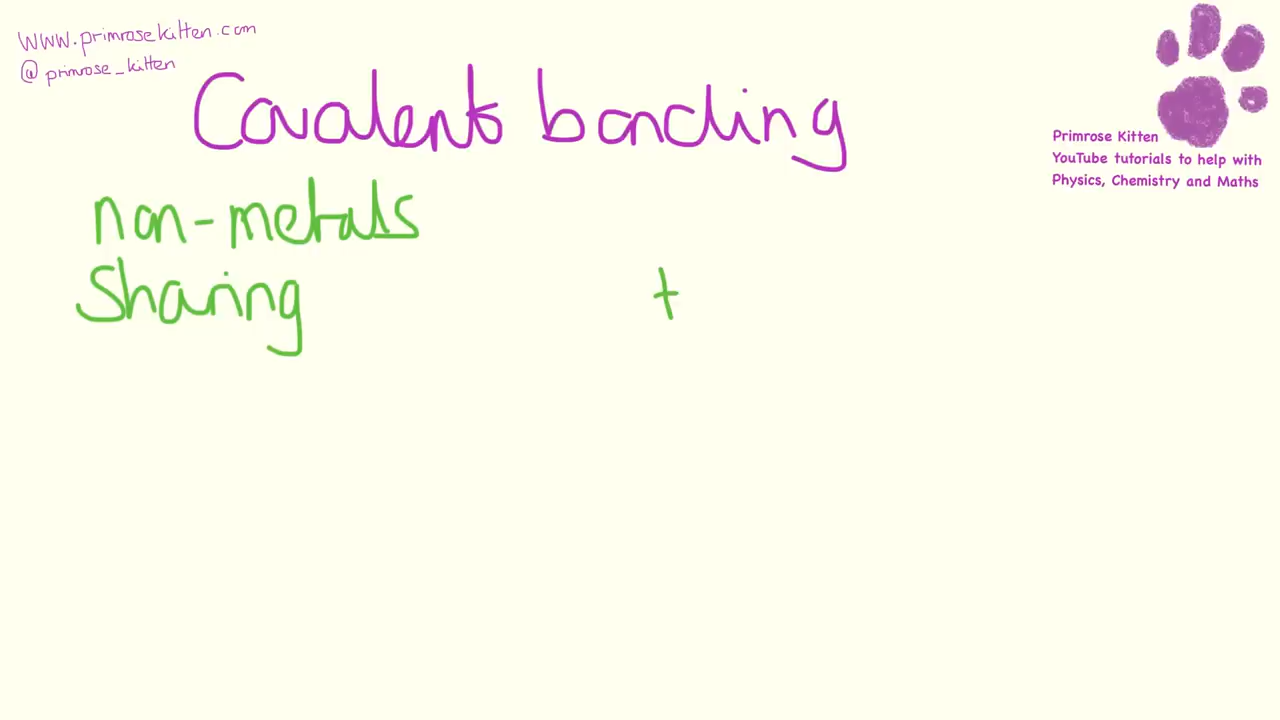 www.primrosekitten.com
@primrose_kitten
Covalent bonding
Primrose Kitten
YouTube tutorials to help with
Physics, Chemistry and Maths
non-metals
Sharing t